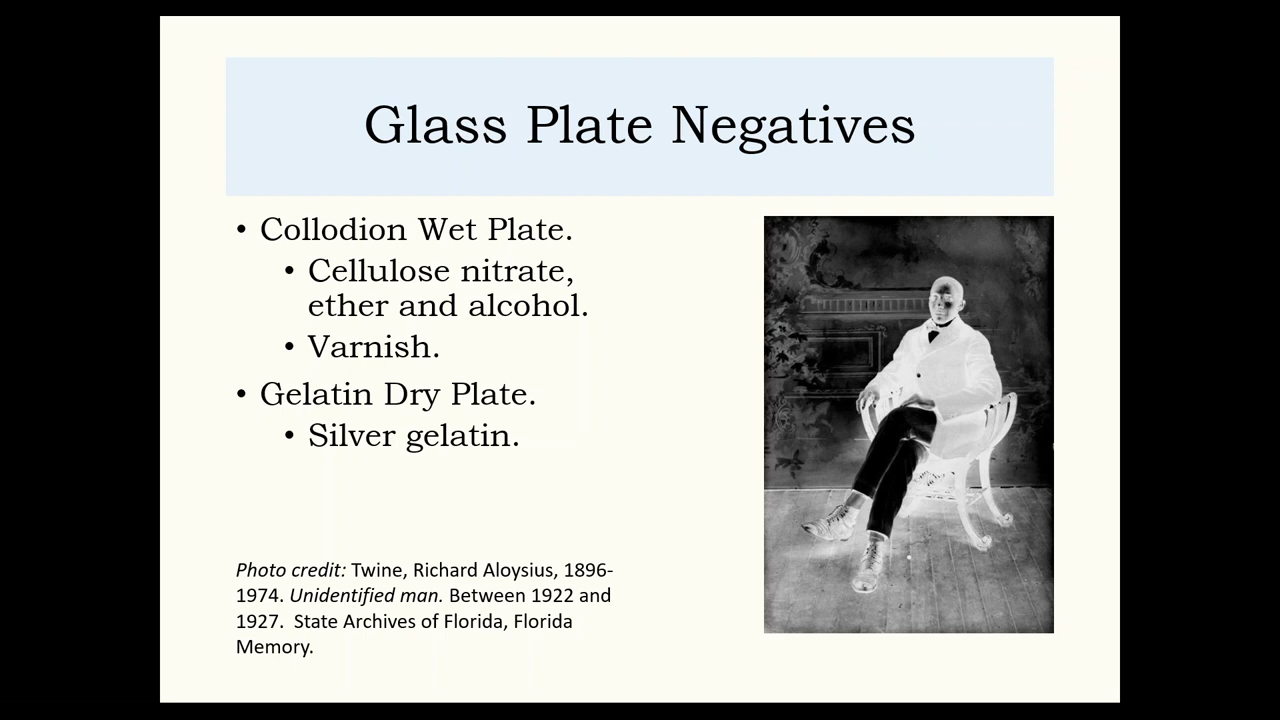 Glass Plate Negatives
• Collodion Wet Plate.
• Cellulose nitrate,
ether and alcohol.
• Varnish.
• Gelatin Dry Plate.
• Silver gelatin.
Photo credit: Twine, Richard Aloysius, 1896-
1974. Unidentified man. Between 1922 and
1927.  State Archives of Florida, Florida
Memory.